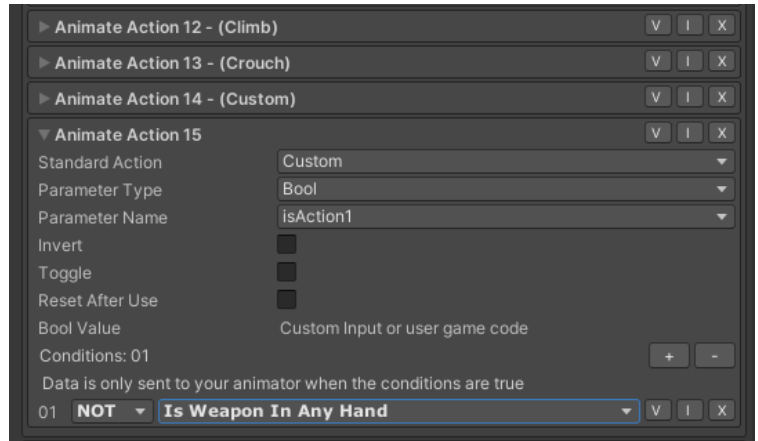 Animate Action 12 - (Climb) V I X
Animate Action 13 - (Crouch) V I X
Animate Action 14 - (Custom) V I X
Animate Action 15 V I X
Standard Action Custom
Parameter Type Bool
Parameter Name isAction1
Invert
Toggle
Reset After Use
Bool Value Custom Input or user game code
Conditions: 01 + -
Data is only sent to your animator when the conditions are true
01 NOT Is Weapon In Any Hand V I X